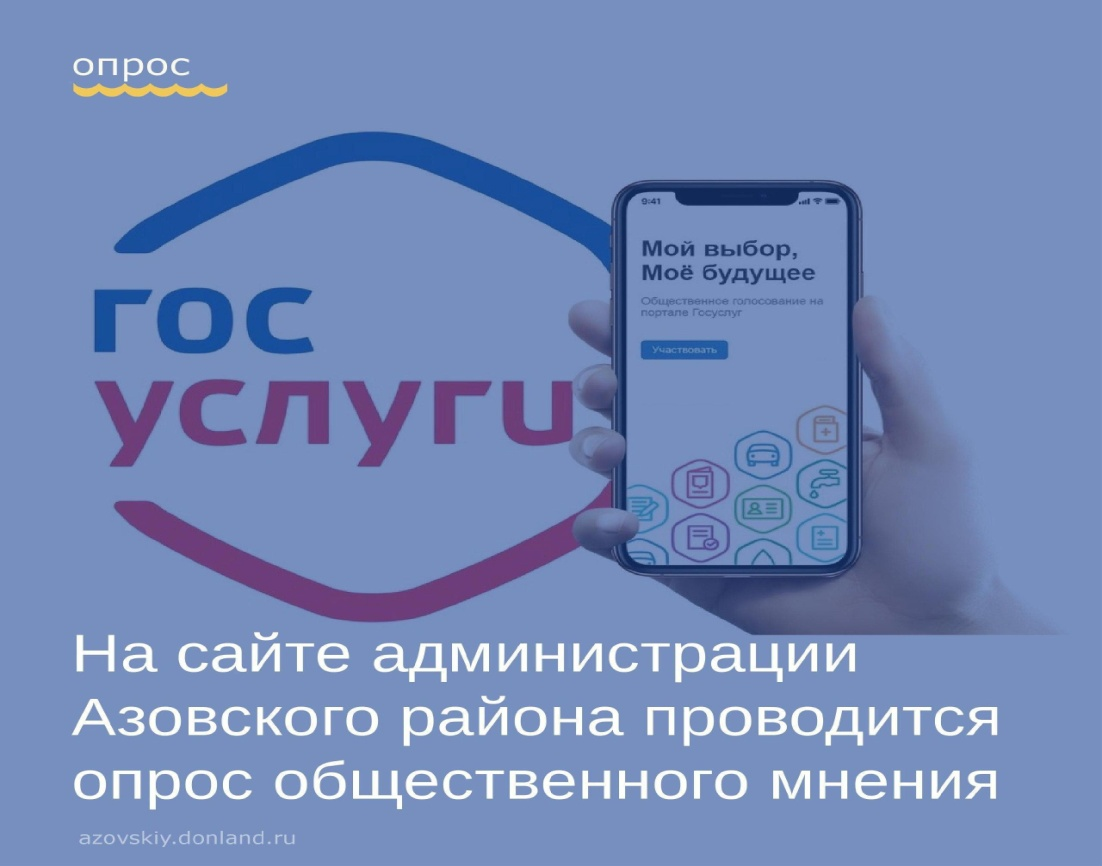 опрос
гос
услуги
9:41
Мой выбор,
Моё будущее
Общественное голосование на
портале Госуслуг
Участвовать
На сайте администрации
Азовского района проводится
опрос общественного мнения
azovskiy.donland.ru